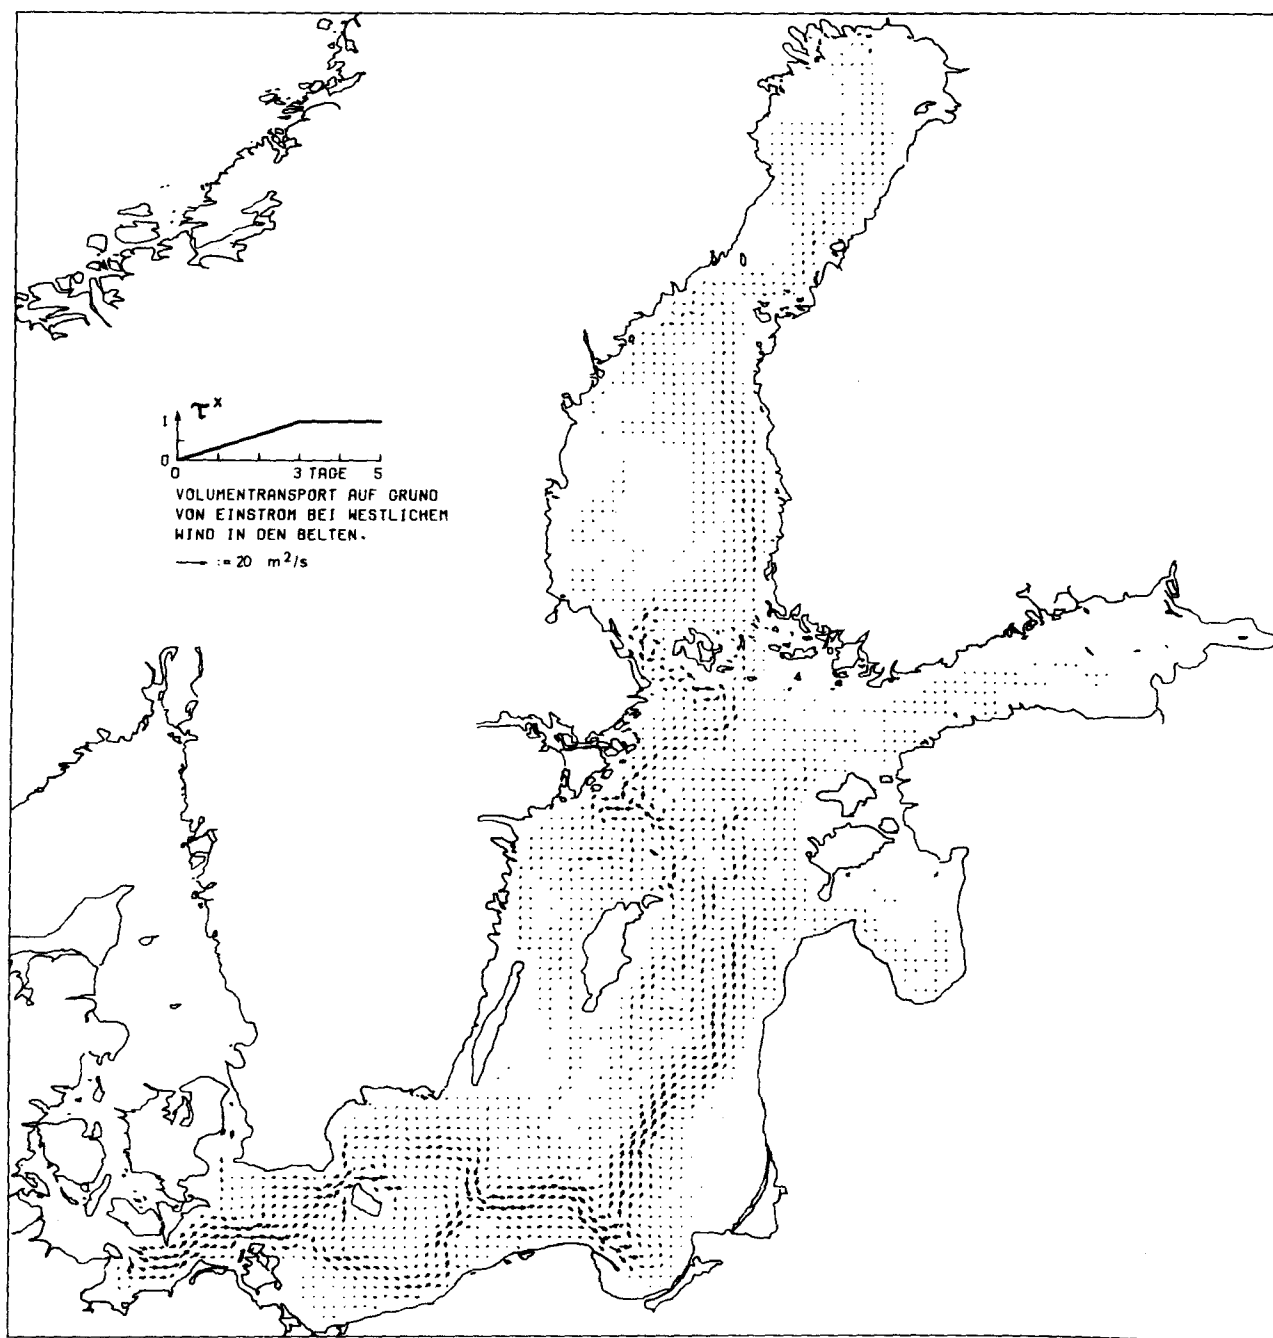 τˣ
1
0
0 3 TAGE 5
VOLUMENTRANSPORT AUF GRUND
VON EINSTROM BEI WESTLICHEM
WIND IN DEN BELTEN.
:= 20 m²/s